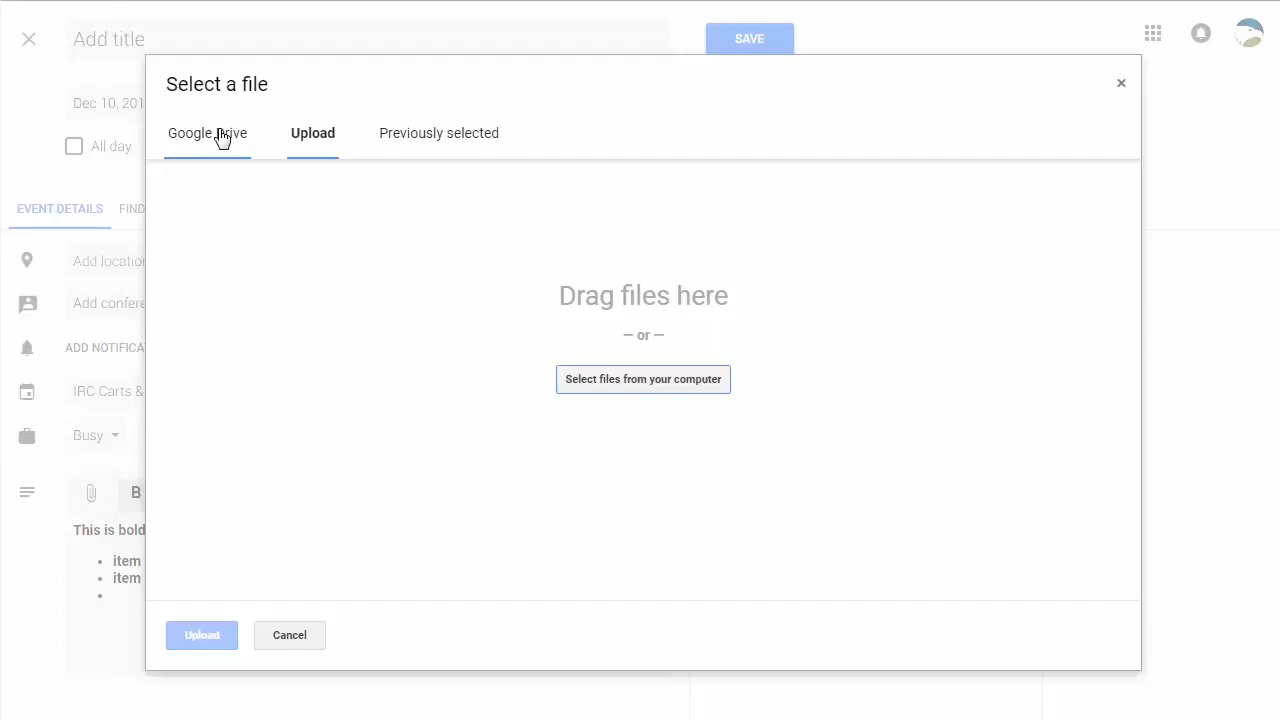 Add title
SAVE
Select a file
Dec 10, 201
Google Drive
Upload
Previously selected
All day
EVENT DETAILS
FIND
Add location
Drag files here
Add confere
— or —
ADD NOTIFICA
Select files from your computer
IRC Carts &
Busy
B
This is bold
• item
• item
•
Upload
Cancel